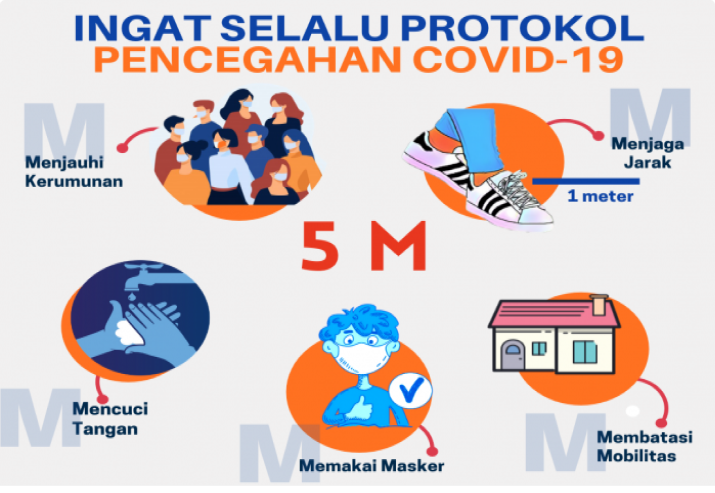 INGAT SELALU PROTOKOL
PENCEGAHAN COVID-19
M
Menjauhi
Kerumunan
M
Menjaga
Jarak
1 meter
5 M
M
Mencuci
Tangan
M
Memakai Masker
M
Membatasi
Mobilitas